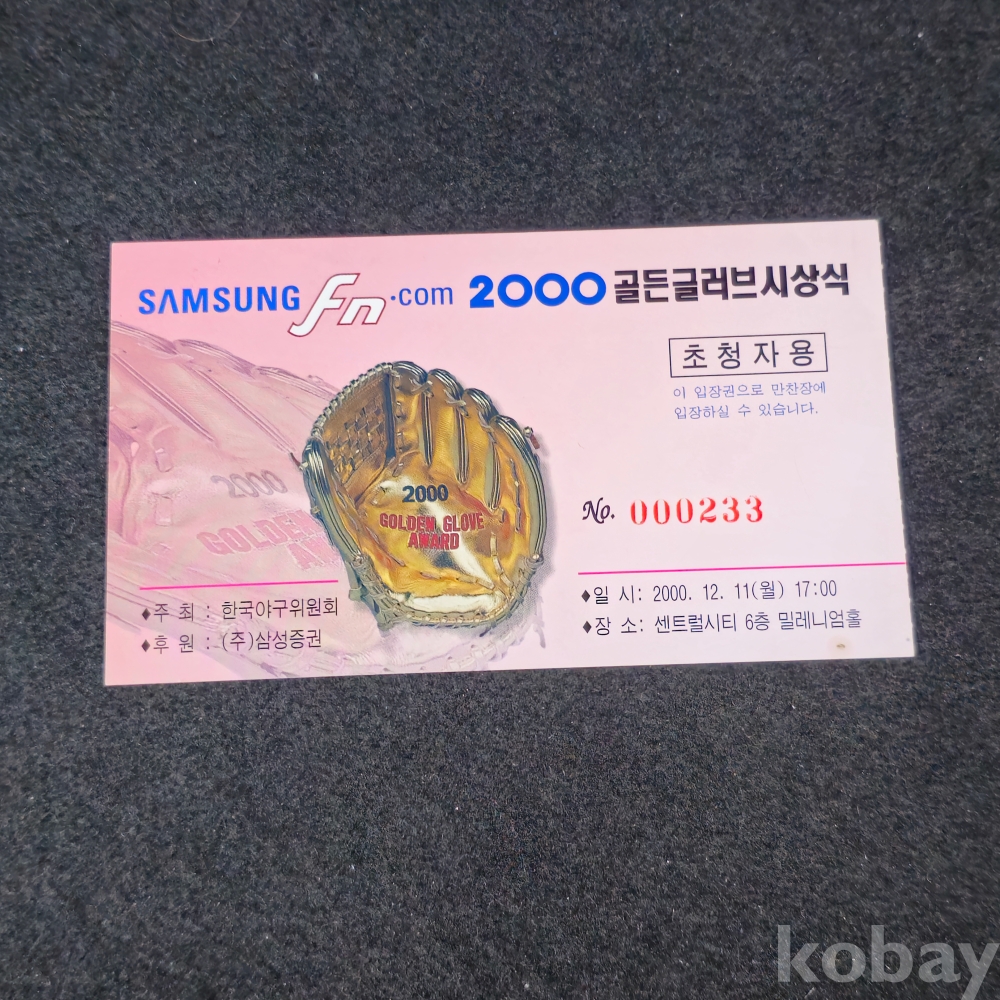 SAMSUNG fn.com 2000 골든글러브시상식
초청자용
이 입장권으로 만찬장에
입장하실 수 있습니다.
2000
GOLDEN GLOVE
AWARD
2000
GOLDEN
AW
No. 000233
♦주 최 : 한국야구위원회
♦후 원 : (주)삼성증권
♦일 시: 2000. 12. 11(월) 17:00
♦장 소: 센트럴시티 6층 밀레니엄홀
kobay